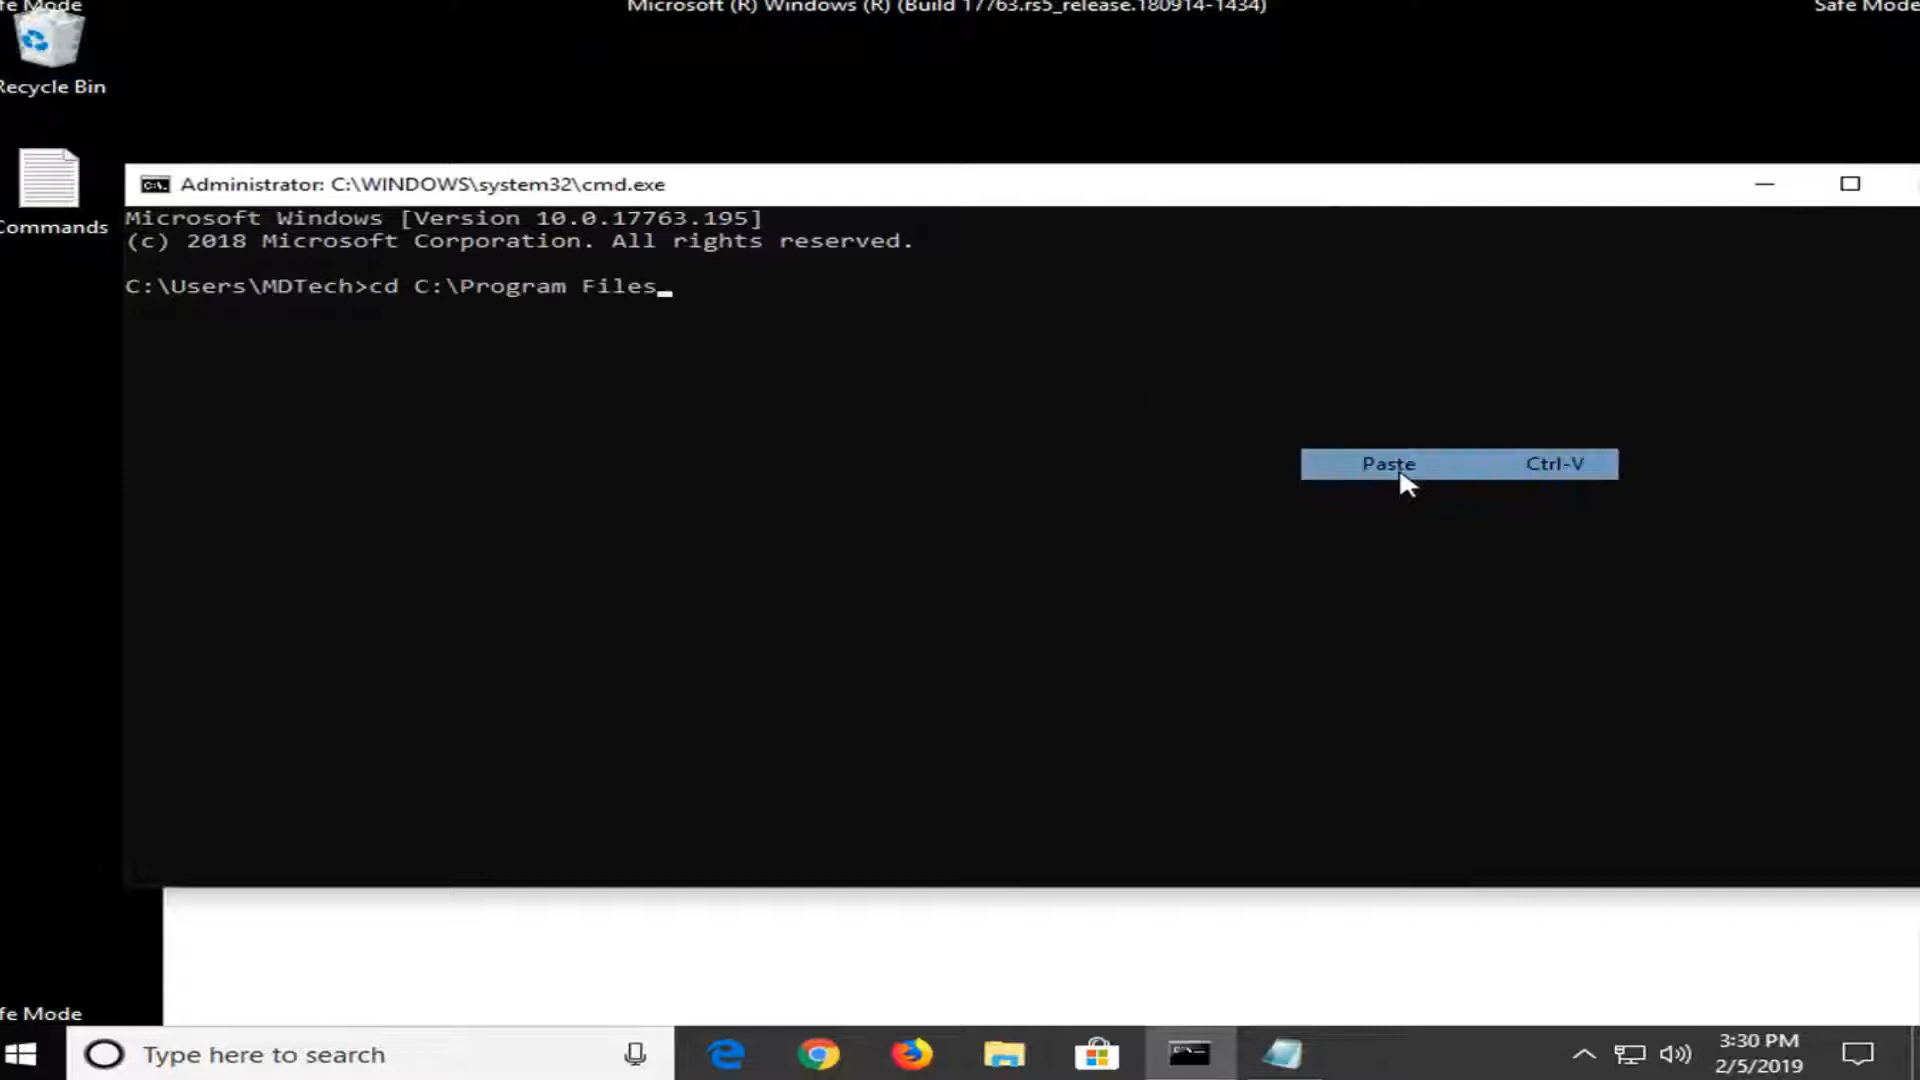 fe Mode
Microsoft (R) Windows (R) (Build 17763.rs5_release.180914-1434)
Safe Mode
Recycle Bin
Commands
Administrator: C:\WINDOWS\system32\cmd.exe
Microsoft Windows [Version 10.0.17763.195]
(c) 2018 Microsoft Corporation. All rights reserved.
C:\Users\MDTech>cd C:\Program Files
Paste Ctrl-V
fe Mode
Type here to search
3:30 PM
2/5/2019